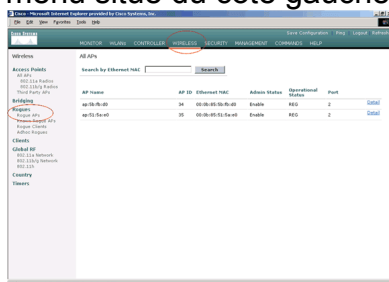 menu situé du côté gauche
Cisco - Microsoft Internet Explorer provided by Cisco Systems, Inc.
File Edit View Favorites Tools Help
Save Configuration Ping Logout Refresh
MONITOR WLANs CONTROLLER WIRELESS SECURITY MANAGEMENT COMMANDS HELP
Wireless
Access Points
All APs
802.11a Radios
802.11b/g Radios
Third Party APs
Bridging
Rogues
Rogue APs
Known Rogue APs
Rogue Clients
Adhoc Rogues
Clients
Global RF
802.11a Network
802.11b/g Network
802.11h
Country
Timers
All APs
Search by Ethernet MAC Search
AP Name AP ID Ethernet MAC Admin Status Operational Status Port
ap:5b:fb:d0 34 00:0b:85:5b:fb:d0 Enable REG 2 Detail
ap:51:5a:e0 35 00:0b:85:51:5a:e0 Enable REG 2 Detail